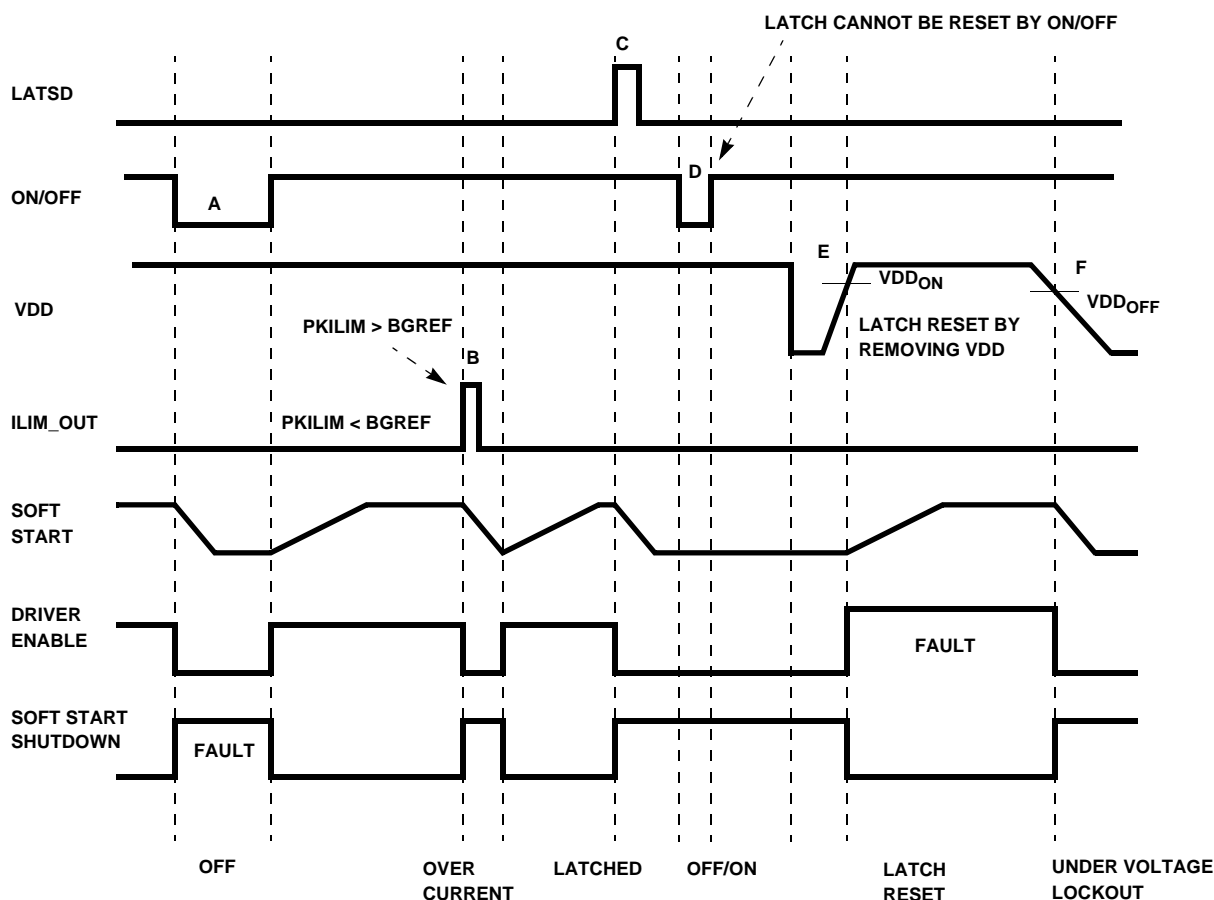 LATCH CANNOT BE RESET BY ON/OFF
C
LATSD
D
ON/OFF
A
E
F
VDDON
VDD
VDDOFF
PKILIM > BGREF
LATCH RESET BY
REMOVING VDD
B
ILIM_OUT
PKILIM < BGREF
SOFT
START
DRIVER
ENABLE
FAULT
SOFT START
SHUTDOWN
FAULT
OFF
OVER
CURRENT
LATCHED
OFF/ON
LATCH
RESET
UNDER VOLTAGE
LOCKOUT